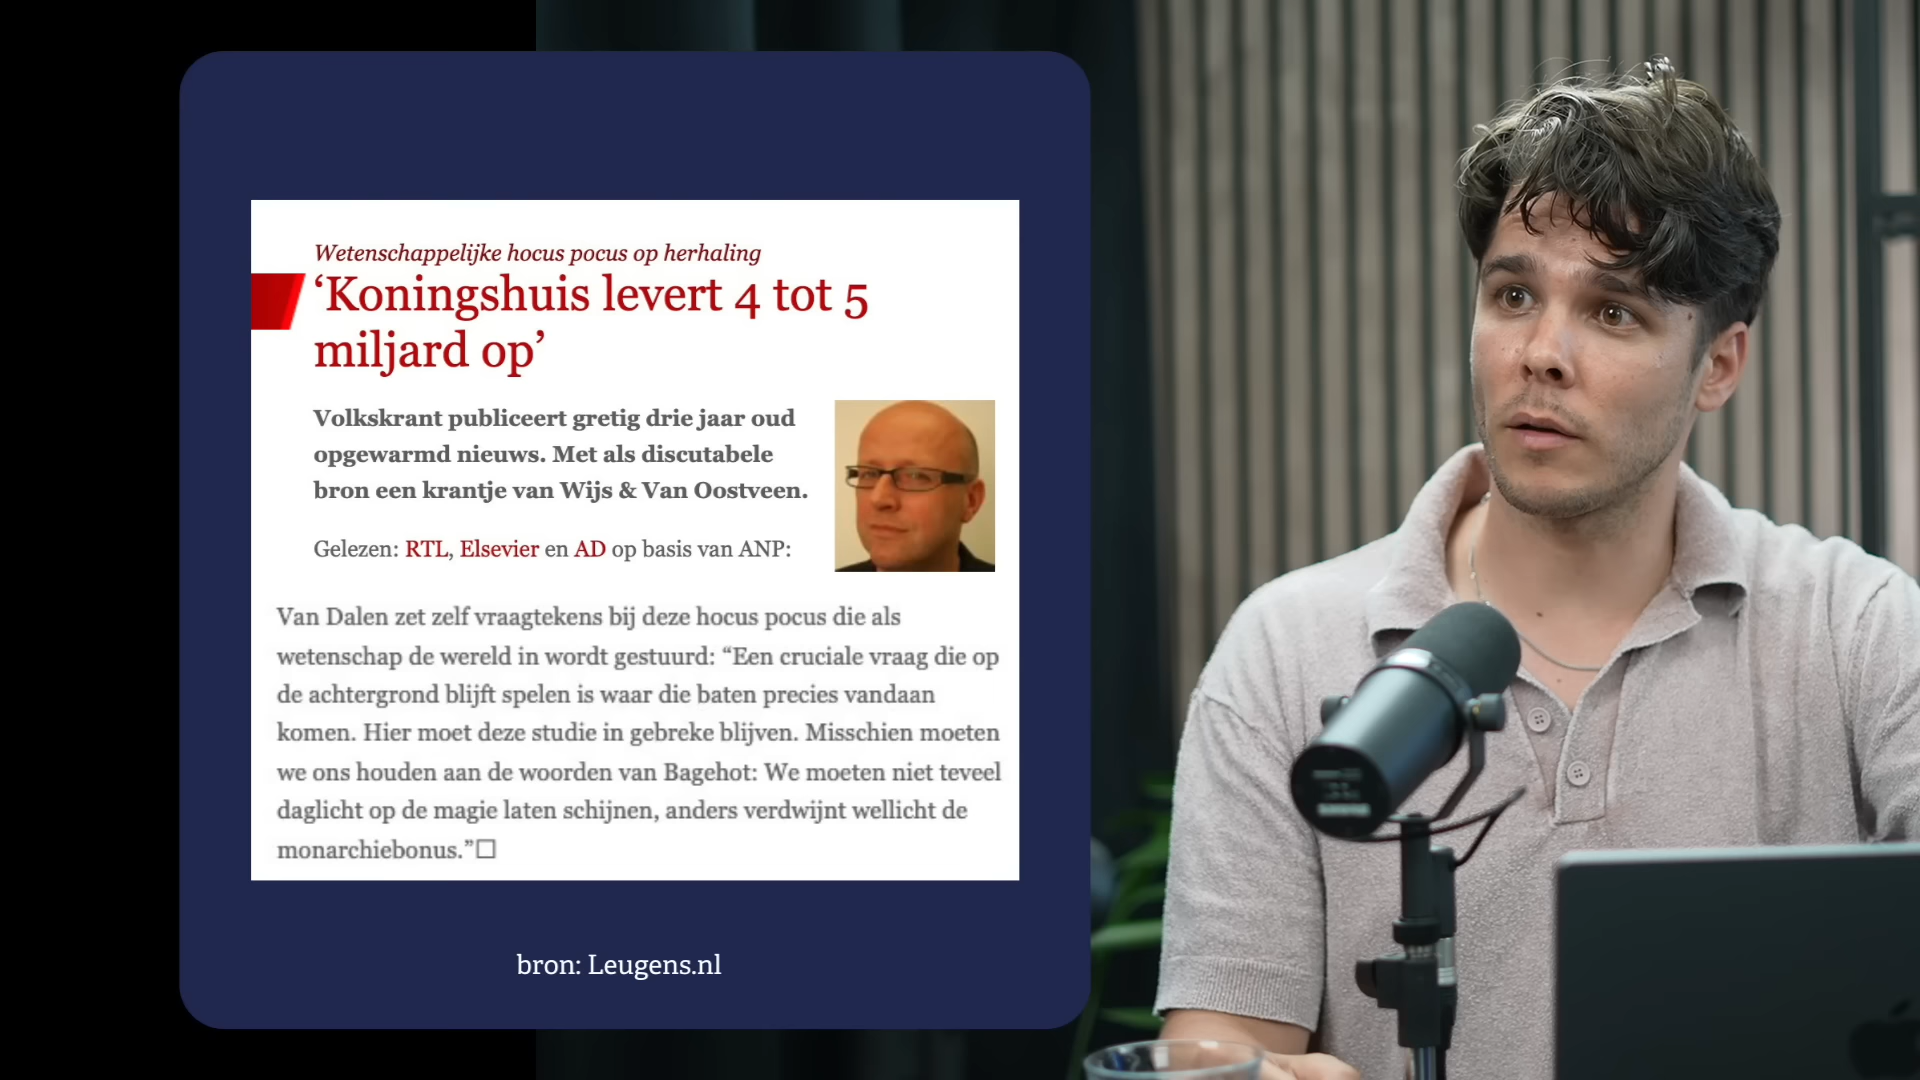 Wetenschappelijke hocus pocus op herhaling
‘Koningshuis levert 4 tot 5
miljard op’
Volkskrant publiceert gretig drie jaar oud
opgewarmd nieuws. Met als discutabele
bron een krantje van Wijs & Van Oostveen.
Gelezen: RTL, Elsevier en AD op basis van ANP:
Van Dalen zet zelf vraagtekens bij deze hocus pocus die als
wetenschap de wereld in wordt gestuurd: “Een cruciale vraag die op
de achtergrond blijft spelen is waar die baten precies vandaan
komen. Hier moet deze studie in gebreke blijven. Misschien moeten
we ons houden aan de woorden van Bagehot: We moeten niet teveel
daglicht op de magie laten schijnen, anders verdwijnt wellicht de
monarchiebonus.”□
bron: Leugens.nl